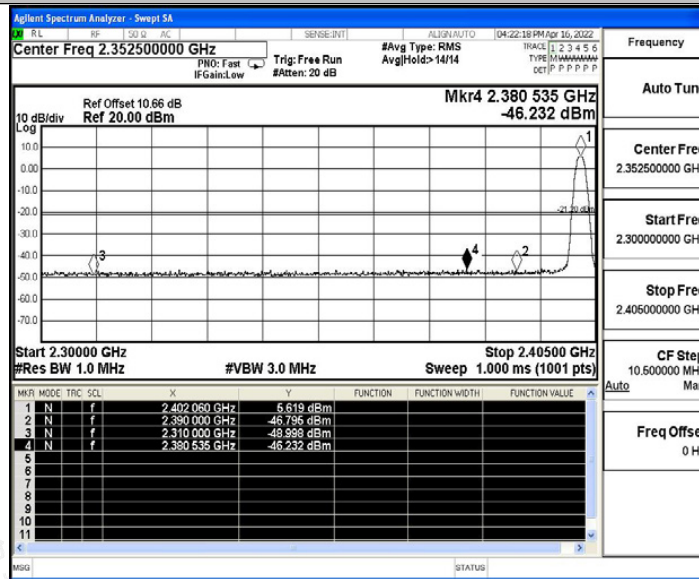 Agilent Spectrum Analyzer - Swept SA
RL RF 50 Ω AC SENSE:INT ALIGNAUTO 04:22:18 PM Apr 16, 2022
Center Freq 2.352500000 GHz
#Avg Type: RMS
TRACE 1 2 3 4 5 6
PNO: Fast
Trig: Free Run
Avg|Hold:> 14/14
TYPE
IFGain:Low
#Atten: 20 dB
DET P P P P P P
Frequency
Ref Offset 10.66 dB
Mkr4 2.380 535 GHz
10 dB/div Ref 20.00 dBm
-46.232 dBm
Log
10.0
0.00
-10.0
-20.0
-30.0
-40.0
-50.0
-60.0
-70.0
1
-21.20 dBm
2
3
4
Start 2.30000 GHz
Stop 2.40500 GHz
#Res BW 1.0 MHz
#VBW 3.0 MHz
Sweep 1.000 ms (1001 pts)
MKR MODE TRC SCL X Y FUNCTION FUNCTION WIDTH FUNCTION VALUE
1 N f 2.402 060 GHz 5.619 dBm
2 N f 2.390 000 GHz -46.795 dBm
3 N f 2.310 000 GHz -48.998 dBm
4 N f 2.380 535 GHz -46.232 dBm
5
6
7
8
9
10
11
MSG
STATUS
Auto Tun
Center Fre
2.352500000 GH
Start Fre
2.300000000 GH
Stop Fre
2.405000000 GH
CF Ste
10.500000 MH
Auto Ma
Freq Offse
0 H